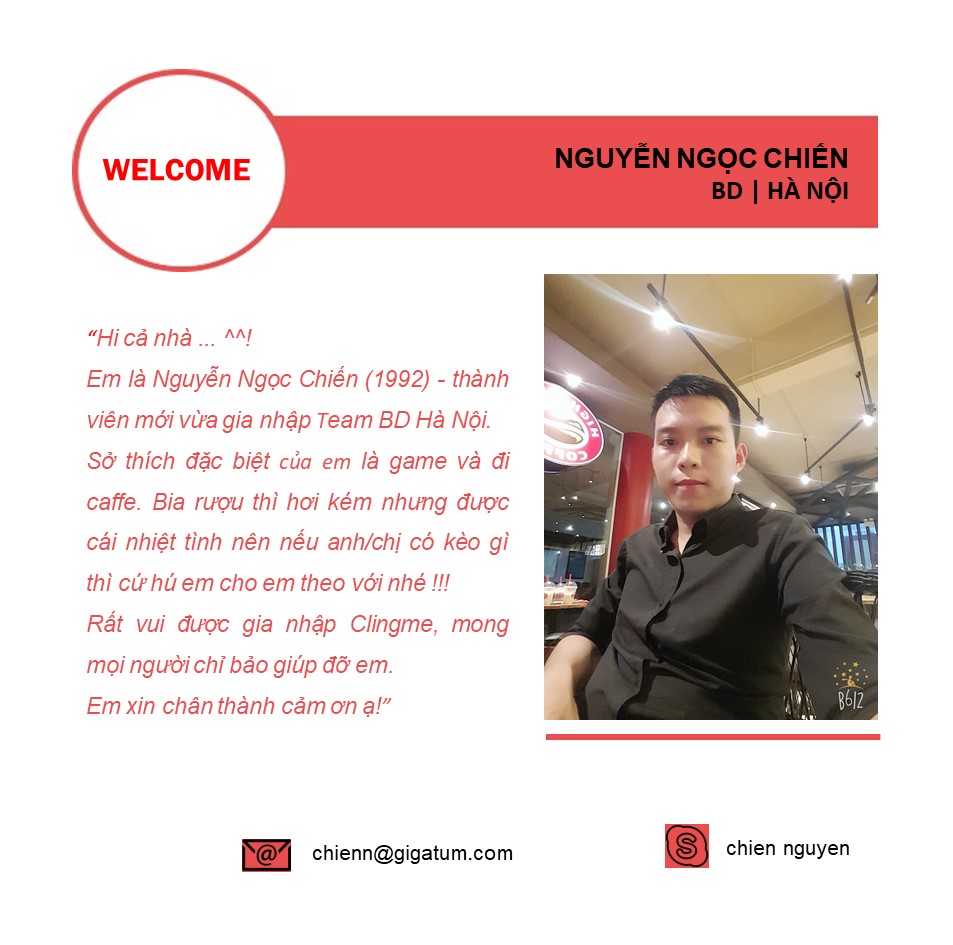 WELCOME
NGUYỄN NGỌC CHIẾN
BD | HÀ NỘI
“Hi cả nhà ... ^^!
Em là Nguyễn Ngọc Chiến (1992) - thành
viên mới vừa gia nhập Team BD Hà Nội.
Sở thích đặc biệt của em là game và đi
caffe. Bia rượu thì hơi kém nhưng được
cái nhiệt tình nên nếu anh/chị có kèo gì
thì cứ hú em cho em theo với nhé !!!
Rất vui được gia nhập Clingme, mong
mọi người chỉ bảo giúp đỡ em.
Em xin chân thành cảm ơn ạ!”
B612
@ chienn@gigatum.com
S chien nguyen